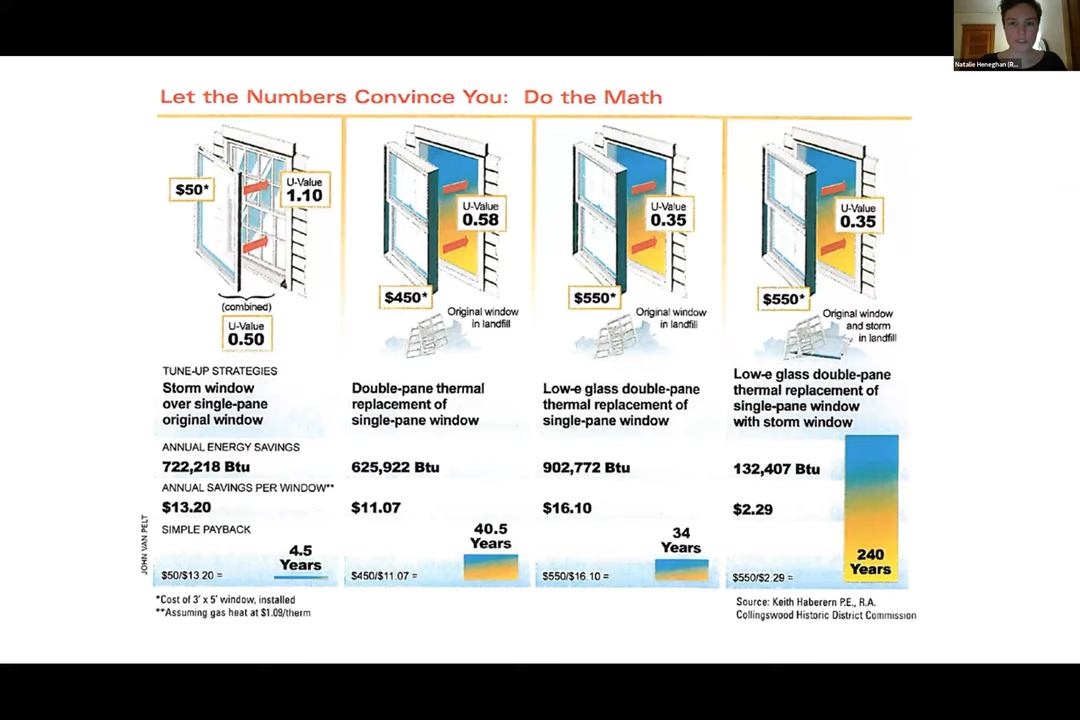 Natalie Heneghan (R...
Let the Numbers Convince You: Do the Math
$50*
U-Value
1.10
(combined)
U-Value
0.50
TUNE-UP STRATEGIES
Storm window
over single-pane
original window
ANNUAL ENERGY SAVINGS
722,218 Btu
ANNUAL SAVINGS PER WINDOW**
$13.20
SIMPLE PAYBACK
4.5
Years
$50/$13.20 =
U-Value
0.58
$450*
Original window
in landfill
Double-pane thermal
replacement of
single-pane window
625,922 Btu
$11.07
40.5
Years
$450/$11.07 =
U-Value
0.35
$550*
Original window
in landfill
Low-e glass double-pane
thermal replacement of
single-pane window
902,772 Btu
$16.10
34
Years
$550/$16.10 =
U-Value
0.35
$550*
Original window
and storm
in landfill
Low-e glass double-pane
thermal replacement of
single-pane window
with storm window
132,407 Btu
$2.29
240
Years
$550/$2.29 =
JOHN VAN PELT
*Cost of 3' x 5' window, installed
**Assuming gas heat at $1.09/therm
Source: Keith Haberern P.E., R.A.
Collingswood Historic District Commission